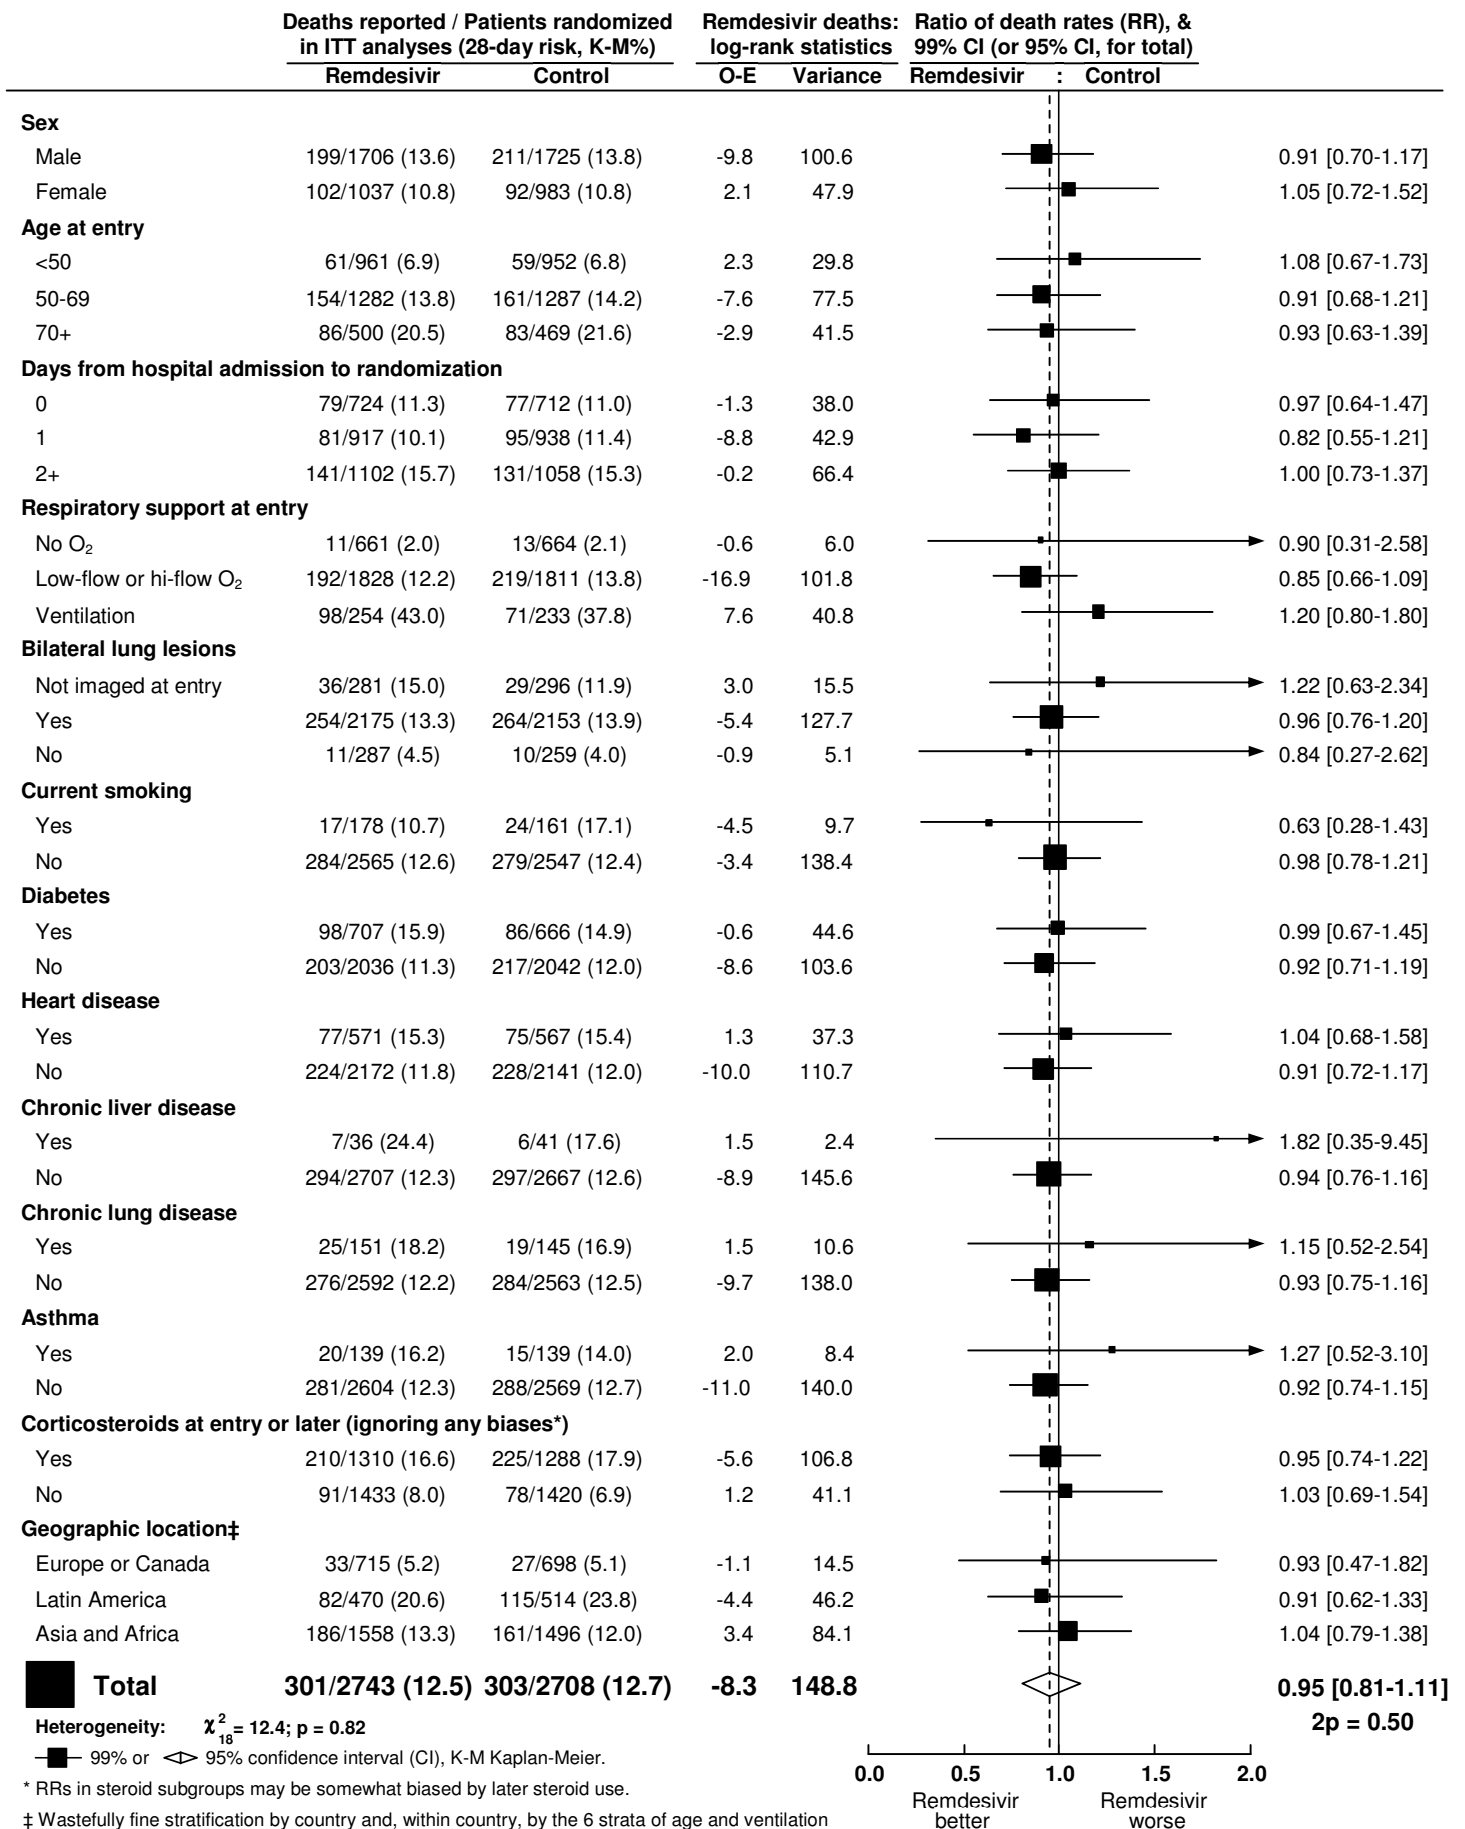 Deaths reported / Patients randomized Remdesivir deaths: Ratio of death rates (RR), &
in ITT analyses (28-day risk, K-M%) log-rank statistics 99% CI (or 95% CI, for total)
Remdesivir Control O-E Variance Remdesivir : Control
Sex
Male 199/1706 (13.6) 211/1725 (13.8) -9.8 100.6 0.91 [0.70-1.17]
Female 102/1037 (10.8) 92/983 (10.8) 2.1 47.9 1.05 [0.72-1.52]
Age at entry
<50 61/961 (6.9) 59/952 (6.8) 2.3 29.8 1.08 [0.67-1.73]
50-69 154/1282 (13.8) 161/1287 (14.2) -7.6 77.5 0.91 [0.68-1.21]
70+ 86/500 (20.5) 83/469 (21.6) -2.9 41.5 0.93 [0.63-1.39]
Days from hospital admission to randomization
0 79/724 (11.3) 77/712 (11.0) -1.3 38.0 0.97 [0.64-1.47]
1 81/917 (10.1) 95/938 (11.4) -8.8 42.9 0.82 [0.55-1.21]
2+ 141/1102 (15.7) 131/1058 (15.3) -0.2 66.4 1.00 [0.73-1.37]
Respiratory support at entry
No O₂ 11/661 (2.0) 13/664 (2.1) -0.6 6.0 0.90 [0.31-2.58]
Low-flow or hi-flow O₂ 192/1828 (12.2) 219/1811 (13.8) -16.9 101.8 0.85 [0.66-1.09]
Ventilation 98/254 (43.0) 71/233 (37.8) 7.6 40.8 1.20 [0.80-1.80]
Bilateral lung lesions
Not imaged at entry 36/281 (15.0) 29/296 (11.9) 3.0 15.5 1.22 [0.63-2.34]
Yes 254/2175 (13.3) 264/2153 (13.9) -5.4 127.7 0.96 [0.76-1.20]
No 11/287 (4.5) 10/259 (4.0) -0.9 5.1 0.84 [0.27-2.62]
Current smoking
Yes 17/178 (10.7) 24/161 (17.1) -4.5 9.7 0.63 [0.28-1.43]
No 284/2565 (12.6) 279/2547 (12.4) -3.4 138.4 0.98 [0.78-1.21]
Diabetes
Yes 98/707 (15.9) 86/666 (14.9) -0.6 44.6 0.99 [0.67-1.45]
No 203/2036 (11.3) 217/2042 (12.0) -8.6 103.6 0.92 [0.71-1.19]
Heart disease
Yes 77/571 (15.3) 75/567 (15.4) 1.3 37.3 1.04 [0.68-1.58]
No 224/2172 (11.8) 228/2141 (12.0) -10.0 110.7 0.91 [0.72-1.17]
Chronic liver disease
Yes 7/36 (24.4) 6/41 (17.6) 1.5 2.4 1.82 [0.35-9.45]
No 294/2707 (12.3) 297/2667 (12.6) -8.9 145.6 0.94 [0.76-1.16]
Chronic lung disease
Yes 25/151 (18.2) 19/145 (16.9) 1.5 10.6 1.15 [0.52-2.54]
No 276/2592 (12.2) 284/2563 (12.5) -9.7 138.0 0.93 [0.75-1.16]
Asthma
Yes 20/139 (16.2) 15/139 (14.0) 2.0 8.4 1.27 [0.52-3.10]
No 281/2604 (12.3) 288/2569 (12.7) -11.0 140.0 0.92 [0.74-1.15]
Corticosteroids at entry or later (ignoring any biases*)
Yes 210/1310 (16.6) 225/1288 (17.9) -5.6 106.8 0.95 [0.74-1.22]
No 91/1433 (8.0) 78/1420 (6.9) 1.2 41.1 1.03 [0.69-1.54]
Geographic location‡
Europe or Canada 33/715 (5.2) 27/698 (5.1) -1.1 14.5 0.93 [0.47-1.82]
Latin America 82/470 (20.6) 115/514 (23.8) -4.4 46.2 0.91 [0.62-1.33]
Asia and Africa 186/1558 (13.3) 161/1496 (12.0) 3.4 84.1 1.04 [0.79-1.38]
Total 301/2743 (12.5) 303/2708 (12.7) -8.3 148.8 0.95 [0.81-1.11]
Heterogeneity: χ²₁₈= 12.4; p = 0.82 2p = 0.50
99% or 95% confidence interval (CI), K-M Kaplan-Meier.
0.0 0.5 1.0 1.5 2.0
* RRs in steroid subgroups may be somewhat biased by later steroid use.
Remdesivir Remdesivir
better worse
‡ Wastefully fine stratification by country and, within country, by the 6 strata of age and ventilation